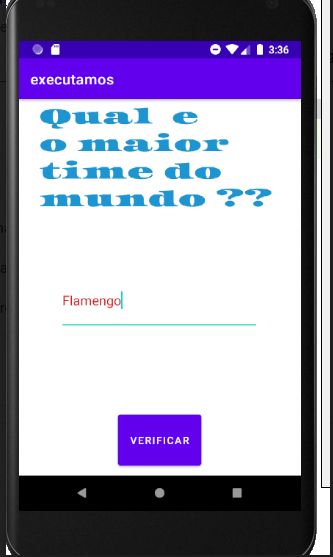 3:36
executamos
Qual e
o maior
time do
mundo ??
Flamengo
VERIFICAR